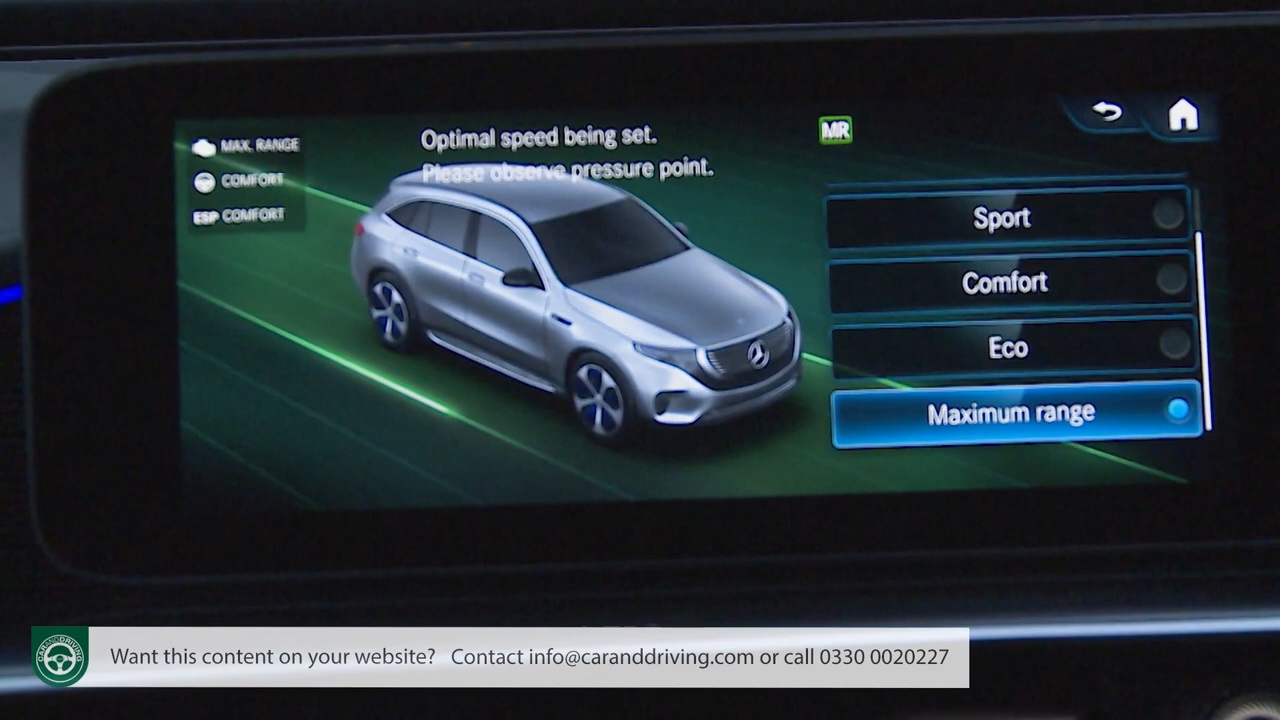 MAX. RANGE
COMFORT
ESP COMFORT
Optimal speed being set.
Please observe pressure point.
MR
Sport
Comfort
Eco
Maximum range
CARANDDRIVING
Want this content on your website? Contact info@caranddriving.com or call 0330 0020227